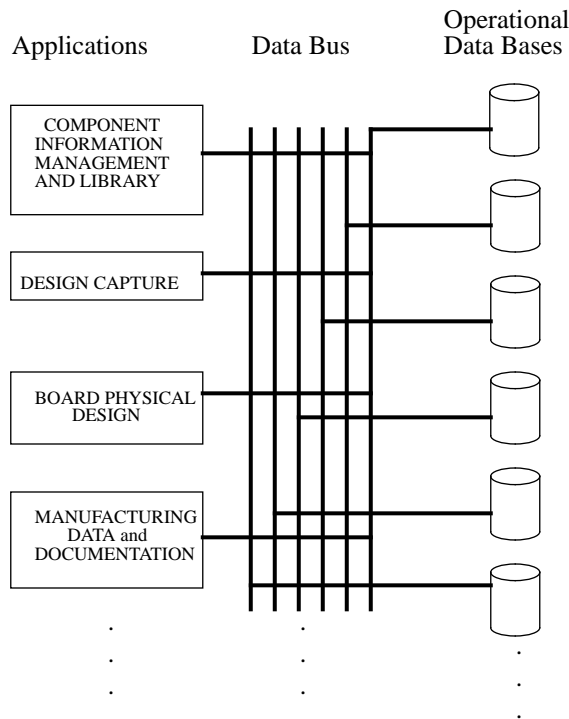 Applications
Data Bus
Operational
Data Bases
COMPONENT
INFORMATION
MANAGEMENT
AND LIBRARY
DESIGN CAPTURE
BOARD PHYSICAL
DESIGN
MANUFACTURING
DATA and
DOCUMENTATION